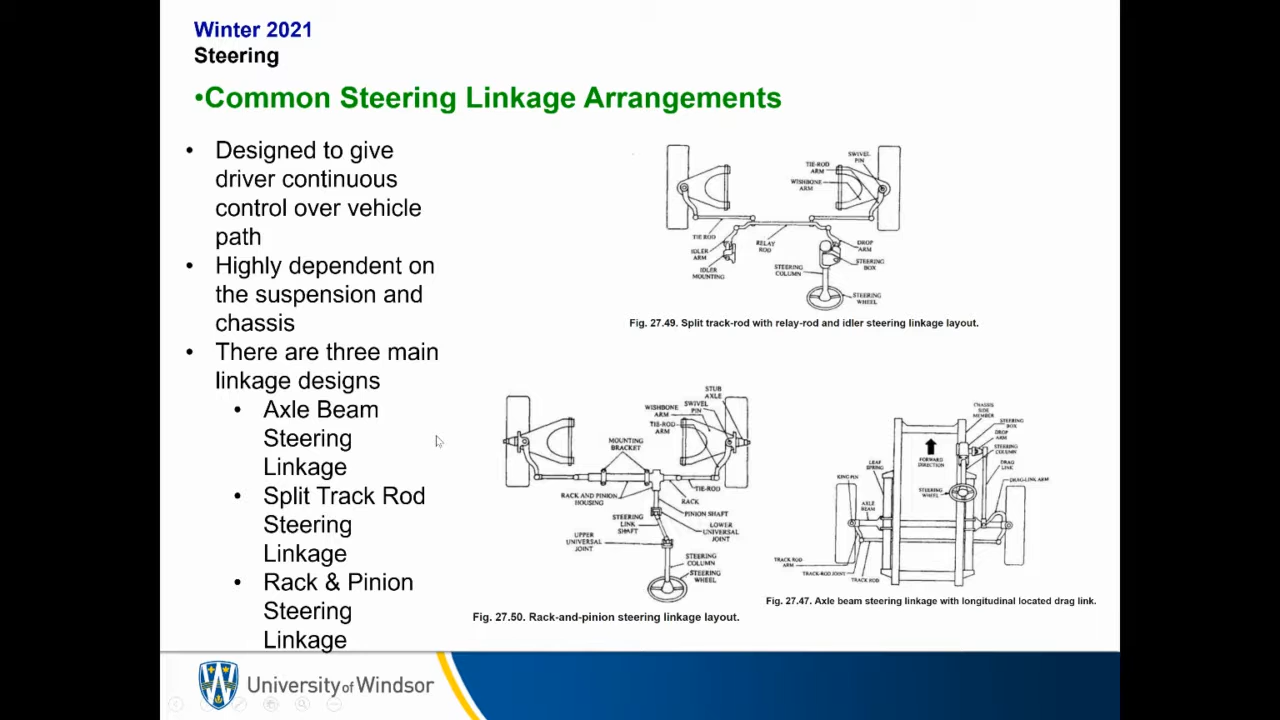 Winter 2021
Steering
•Common Steering Linkage Arrangements
• Designed to give
driver continuous
control over vehicle
path
• Highly dependent on
the suspension and
chassis
• There are three main
linkage designs
• Axle Beam
Steering
Linkage
• Split Track Rod
Steering
Linkage
• Rack & Pinion
Steering
Linkage
SWIVEL
PIN
TIE-ROD
ARM
WISHBONE
ARM
TIE ROD
IDLER
ARM
IDLER
MOUNTING
RELAY
ROD
DROP
ARM
STEERING
BOX
STEERING
COLUMN
STEERING
WHEEL
Fig. 27.49. Split track-rod with relay-rod and idler steering linkage layout.
STUB
AXLE
WISHBONE
ARM
SWIVEL
PIN
TIE-ROD
ARM
MOUNTING
BRACKET
RACK AND PINION
HOUSING
TIE-ROD
RACK
PINION SHAFT
STEERING
LINK
SHAFT
LOWER
UNIVERSAL
JOINT
UPPER
UNIVERSAL
JOINT
STEERING
COLUMN
STEERING
WHEEL
Fig. 27.50. Rack-and-pinion steering linkage layout.
CHASSIS
SIDE
MEMBER
STEERING
BOX
DROP
ARM
STEERING
COLUMN
FORWARD
DIRECTION
DRAG
LINK
LEAF
SPRING
KING-PIN
DRAG-LINK ARM
STEERING
WHEEL
AXLE
BEAM
TRACK ROD
ARM
TRACK-ROD JOINT
TRACK ROD
Fig. 27.47. Axle beam steering linkage with longitudinal located drag link.
University of Windsor